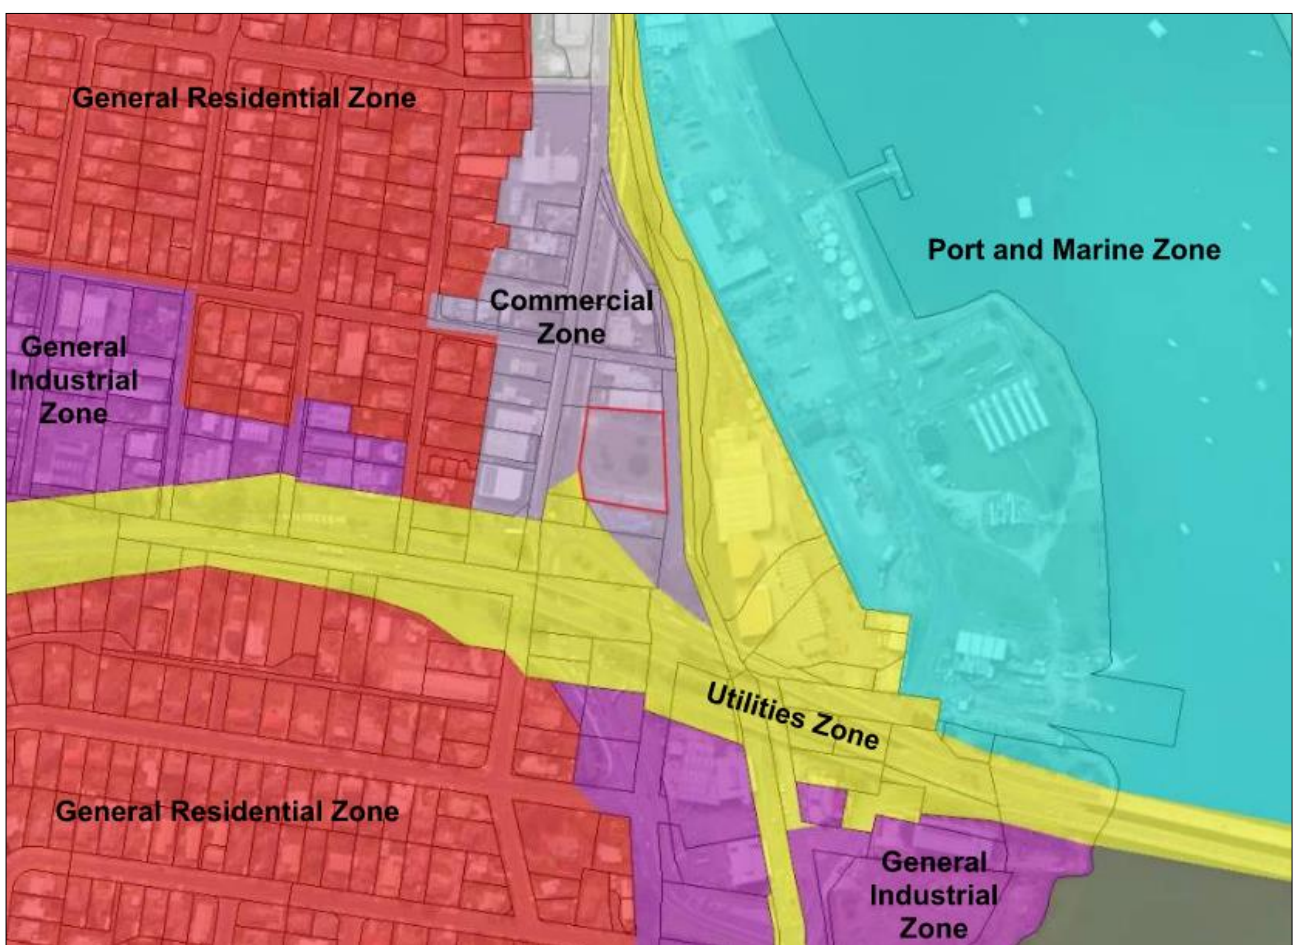 General Residential Zone
Port and Marine Zone
Commercial
Zone
General
Industrial
Zone
Utilities Zone
General Residential Zone
General
Industrial
Zone